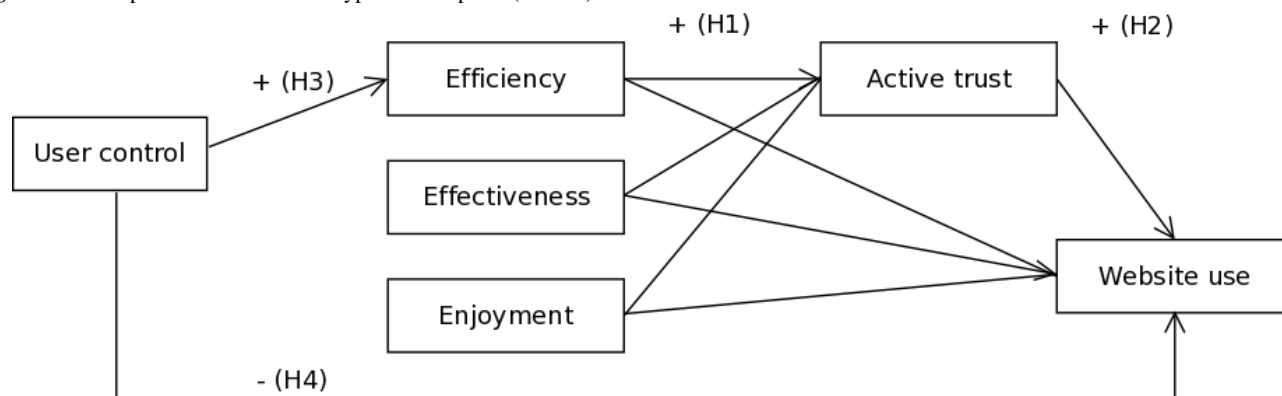 + (H1)
+ (H2)
Efficiency
Active trust
+ (H3)
User control
Effectiveness
Website use
Enjoyment
- (H4)